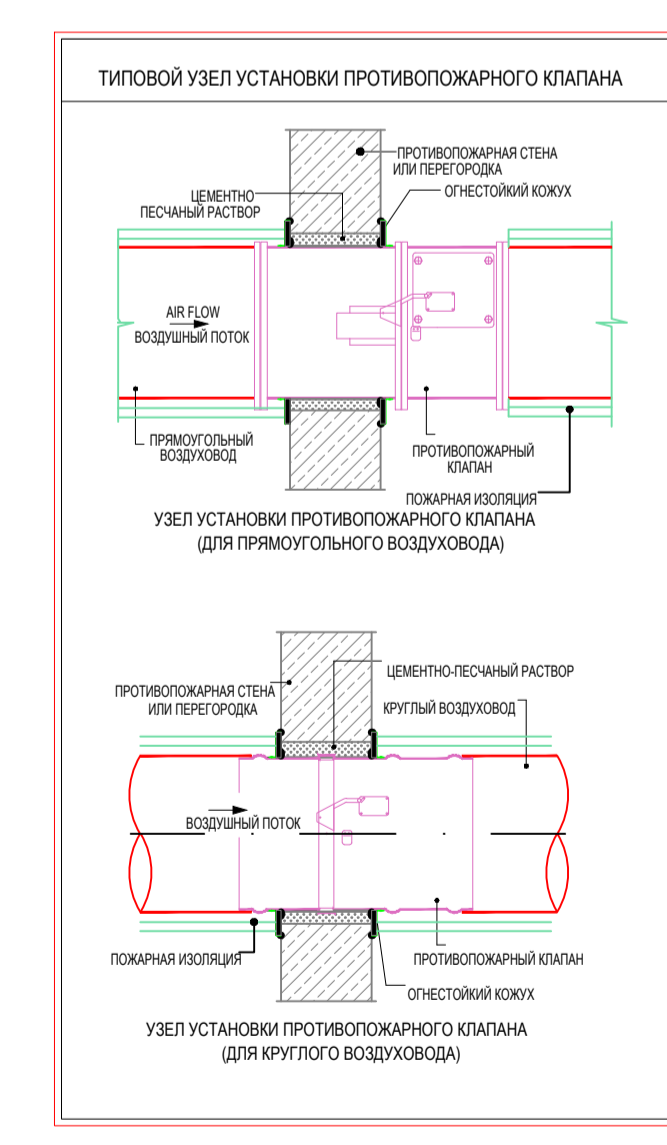 ТИПОВОЙ УЗЕЛ УСТАНОВКИ ПРОТИВОПОЖАРНОГО КЛАПАНА
ПРОТИВОПОЖАРНАЯ СТЕНА
ИЛИ ПЕРЕГОРОДКА
ЦЕМЕНТНО
ПЕСЧАНЫЙ РАСТВОР
ОГНЕСТОЙКИЙ КОЖУХ
AIR FLOW
ВОЗДУШНЫЙ ПОТОК
ПРЯМОУГОЛЬНЫЙ
ВОЗДУХОВОД
ПРОТИВОПОЖАРНЫЙ
КЛАПАН
ПОЖАРНАЯ ИЗОЛЯЦИЯ
УЗЕЛ УСТАНОВКИ ПРОТИВОПОЖАРНОГО КЛАПАНА
(ДЛЯ ПРЯМОУГОЛЬНОГО ВОЗДУХОВОДА)
ЦЕМЕНТНО-ПЕСЧАНЫЙ РАСТВОР
ПРОТИВОПОЖАРНАЯ СТЕНА
ИЛИ ПЕРЕГОРОДКА
КРУГЛЫЙ ВОЗДУХОВОД
ВОЗДУШНЫЙ ПОТОК
ПОЖАРНАЯ ИЗОЛЯЦИЯ
ПРОТИВОПОЖАРНЫЙ КЛАПАН
ОГНЕСТОЙКИЙ КОЖУХ
УЗЕЛ УСТАНОВКИ ПРОТИВОПОЖАРНОГО КЛАПАНА
(ДЛЯ КРУГЛОГО ВОЗДУХОВОДА)